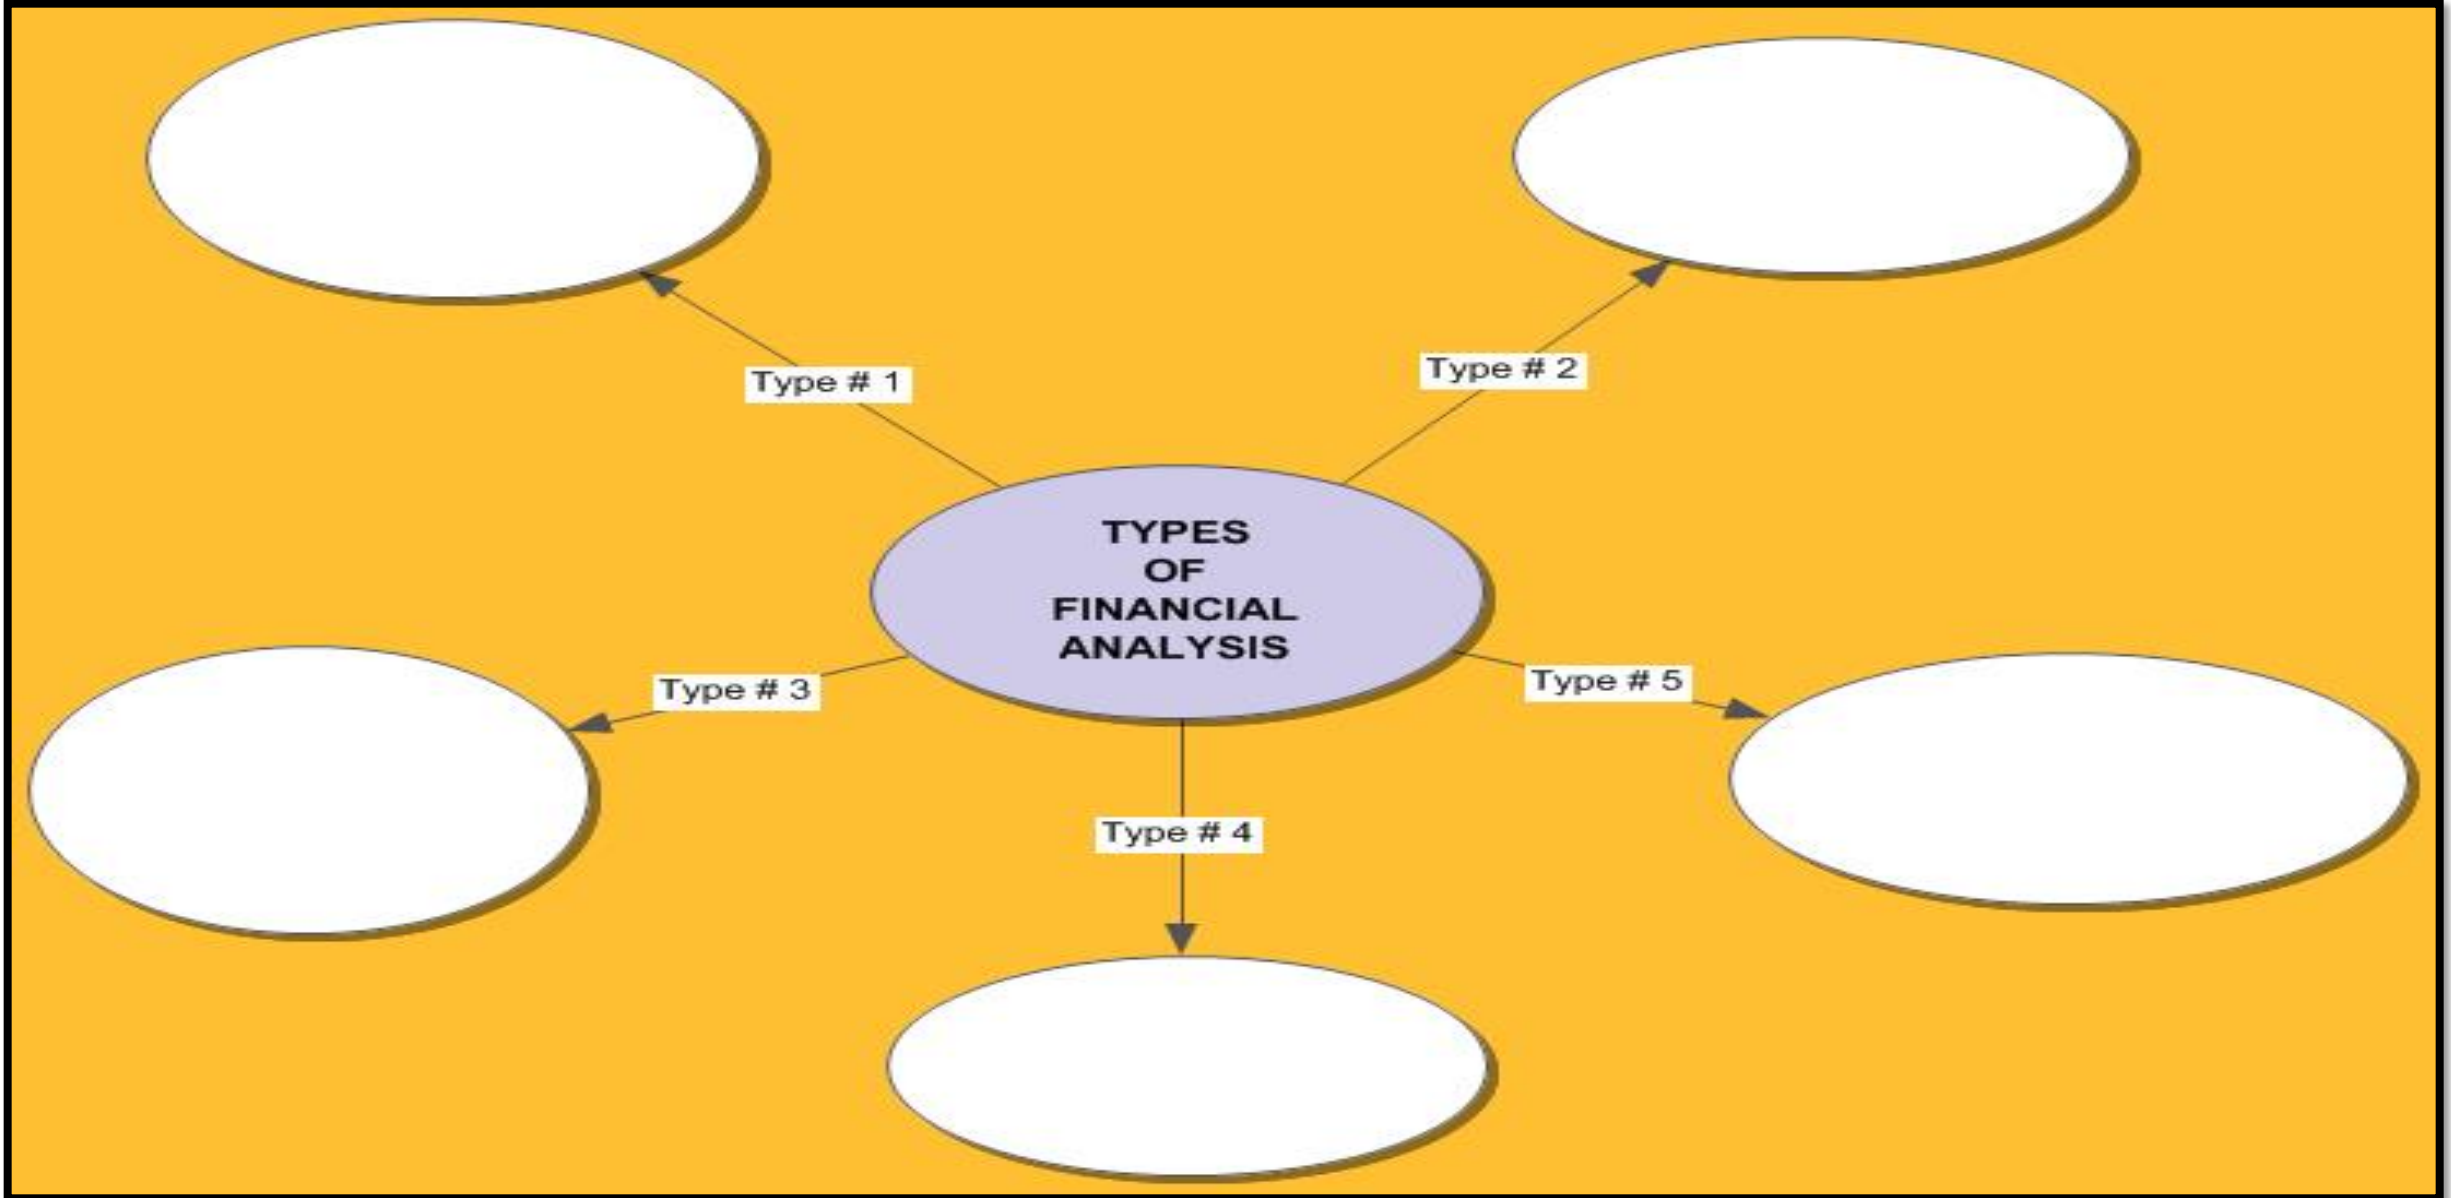 Type # 1
Type # 2
TYPES
OF
FINANCIAL
ANALYSIS
Type # 3
Type # 5
Type # 4